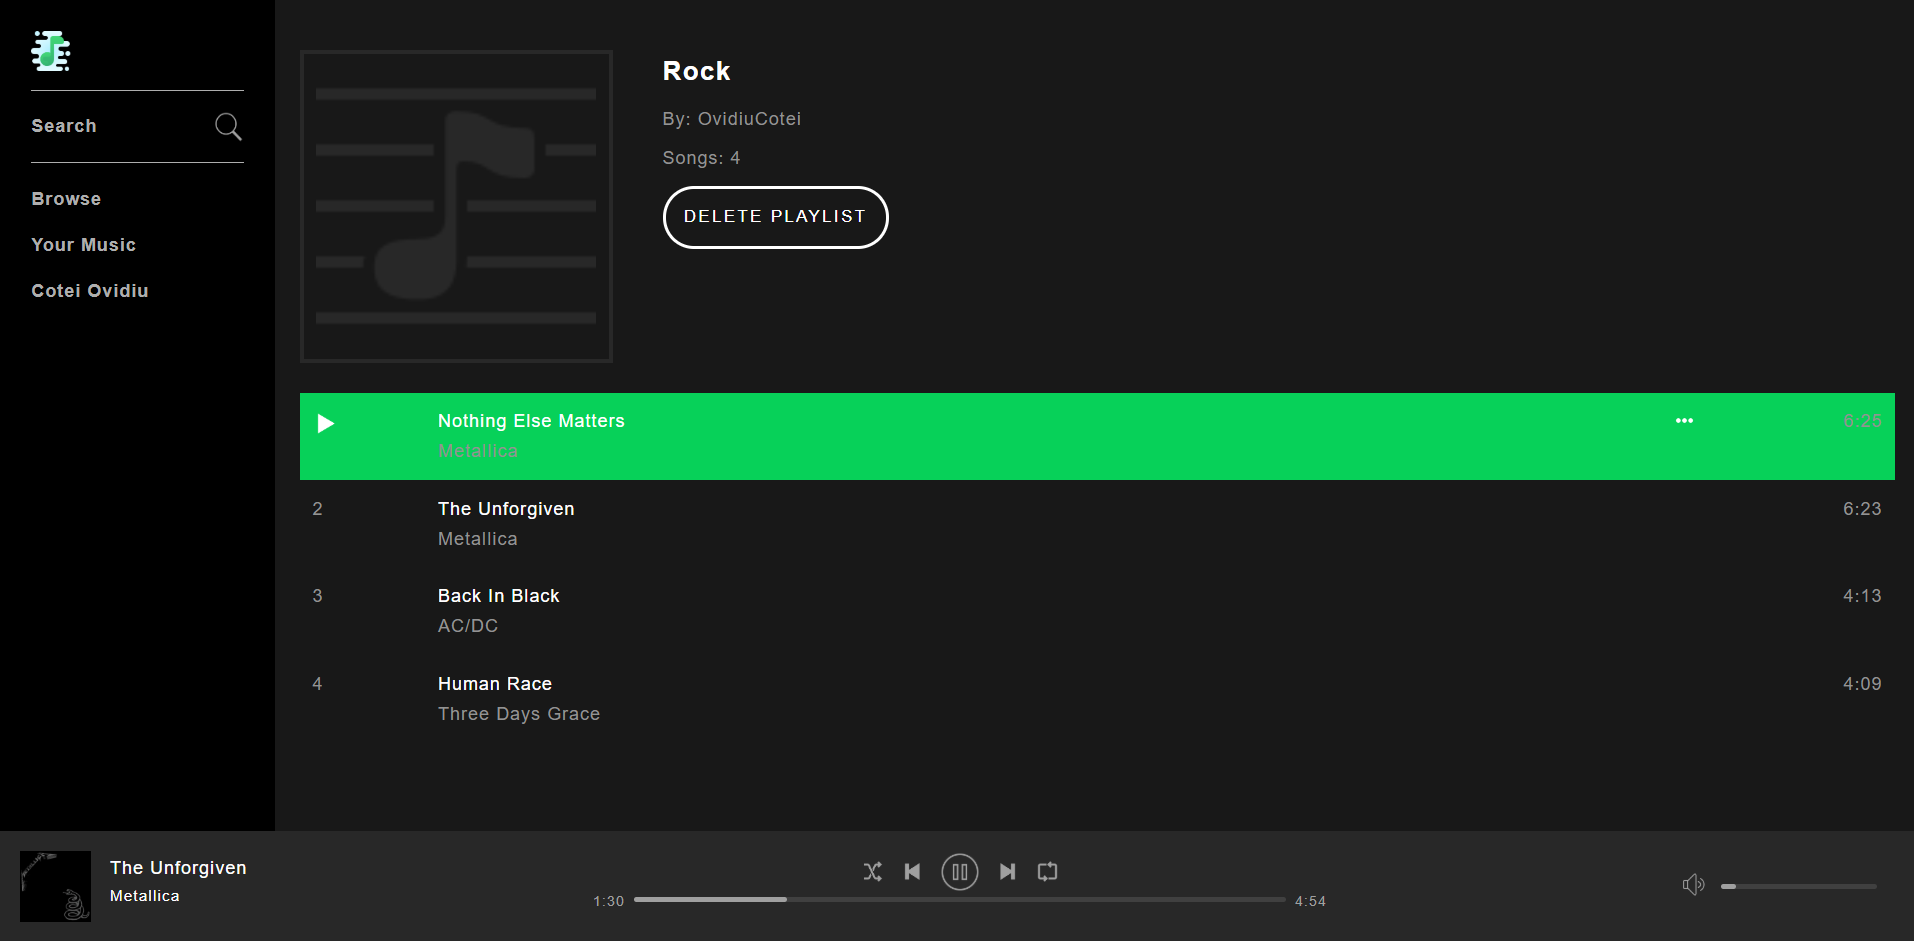 Search
Browse
Your Music
Cotei Ovidiu
Rock
By: OvidiuCotei
Songs: 4
DELETE PLAYLIST
Nothing Else Matters 6:25
Metallica
2 The Unforgiven 6:23
Metallica
3 Back In Black 4:13
AC/DC
4 Human Race 4:09
Three Days Grace
The Unforgiven
Metallica
1:30 4:54